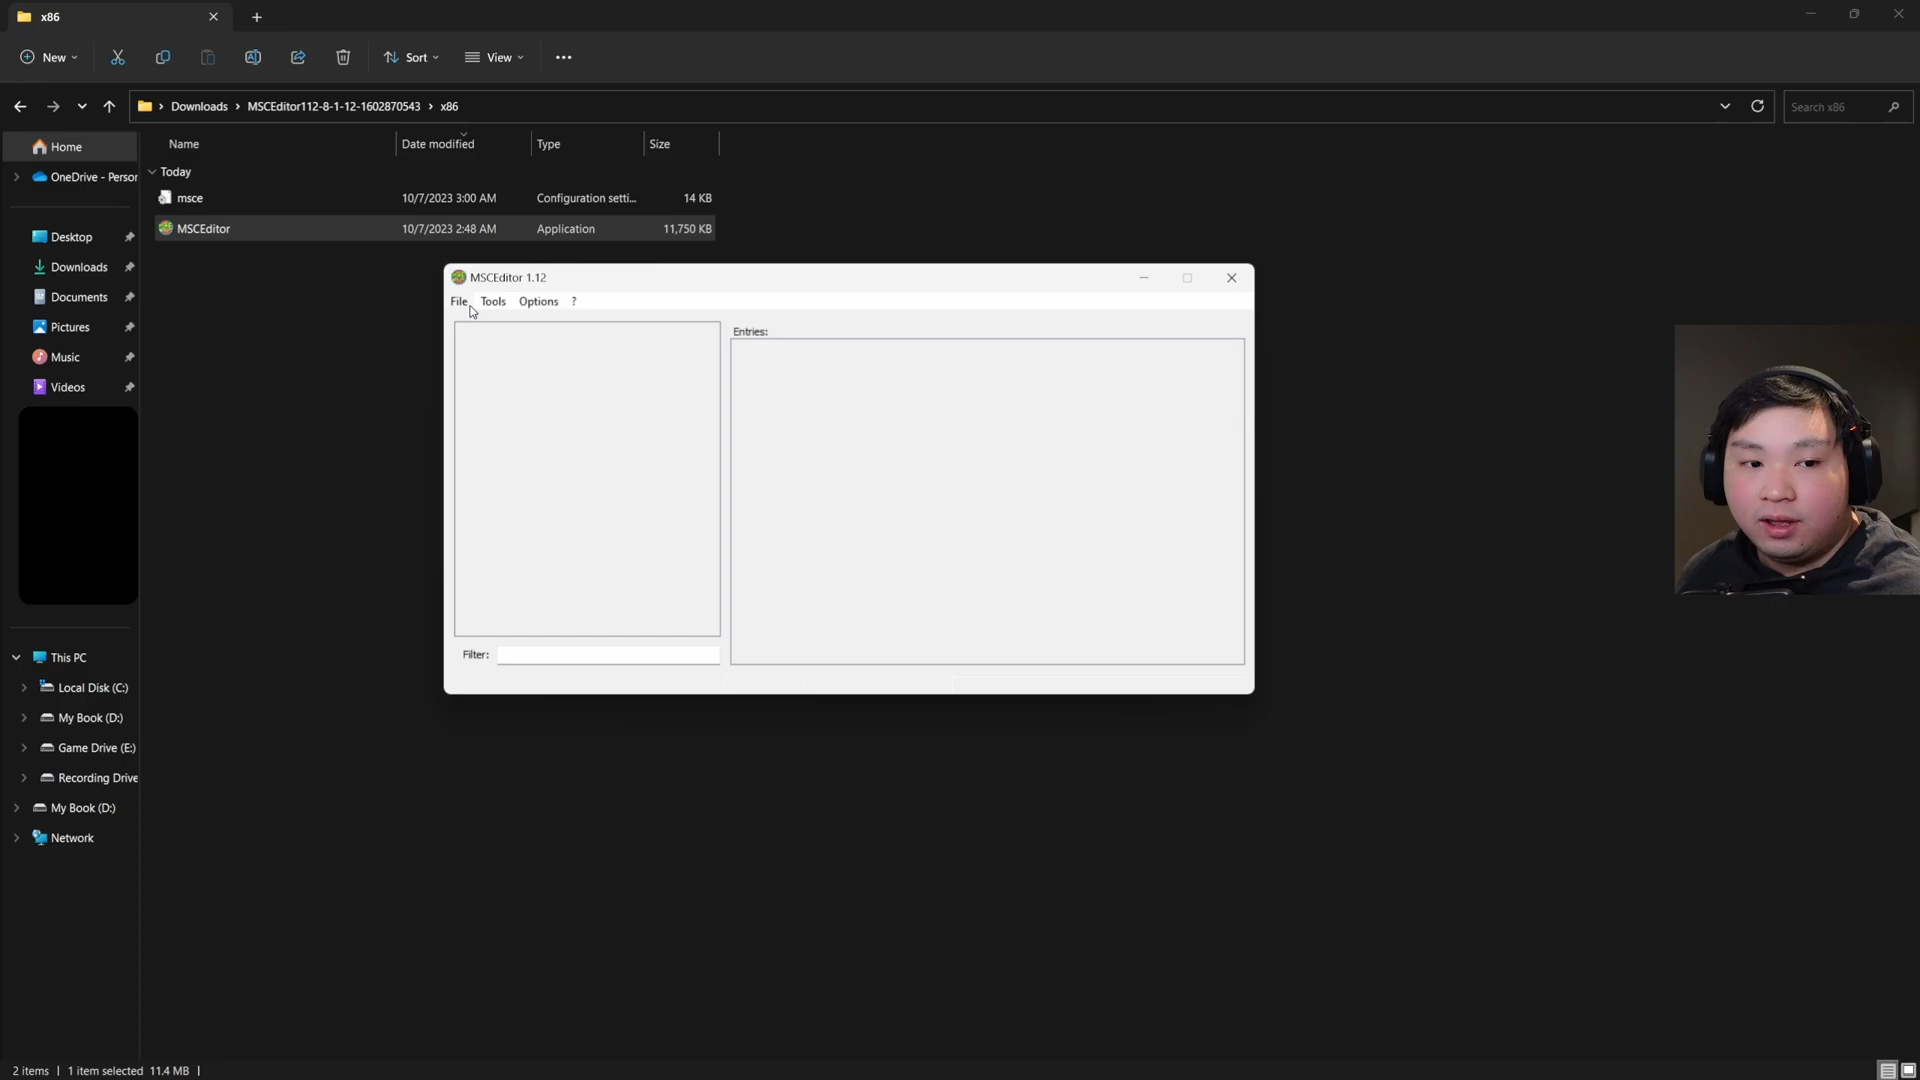 x86
New
Sort
View
Downloads
MSCEditor112-8-1-12-1602870543
x86
Search x86
Home
OneDrive - Person
Desktop
Downloads
Documents
Pictures
Music
Videos
This PC
Local Disk (C:)
My Book (D:)
Game Drive (E:)
Recording Drive
My Book (D:)
Network
Name Date modified Type Size
Today
msce 10/7/2023 3:00 AM Configuration setti... 14 KB
MSCEditor 10/7/2023 2:48 AM Application 11,750 KB
MSCEditor 1.12
File Tools Options ?
Entries:
Filter:
2 items 1 item selected 11.4 MB